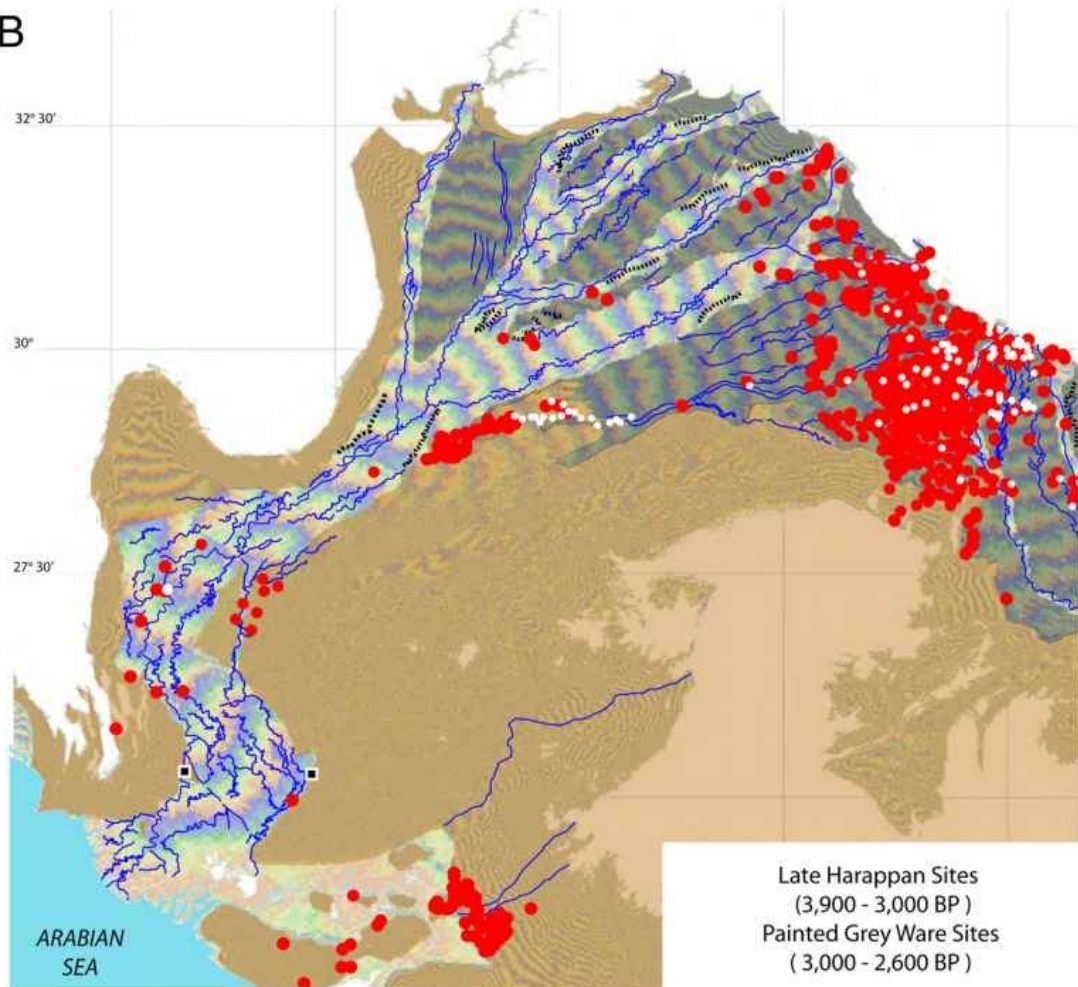 B
32° 30’
30°
27° 30’
ARABIAN
SEA
Late Harappan Sites
(3,900 - 3,000 BP )
Painted Grey Ware Sites
( 3,000 - 2,600 BP )